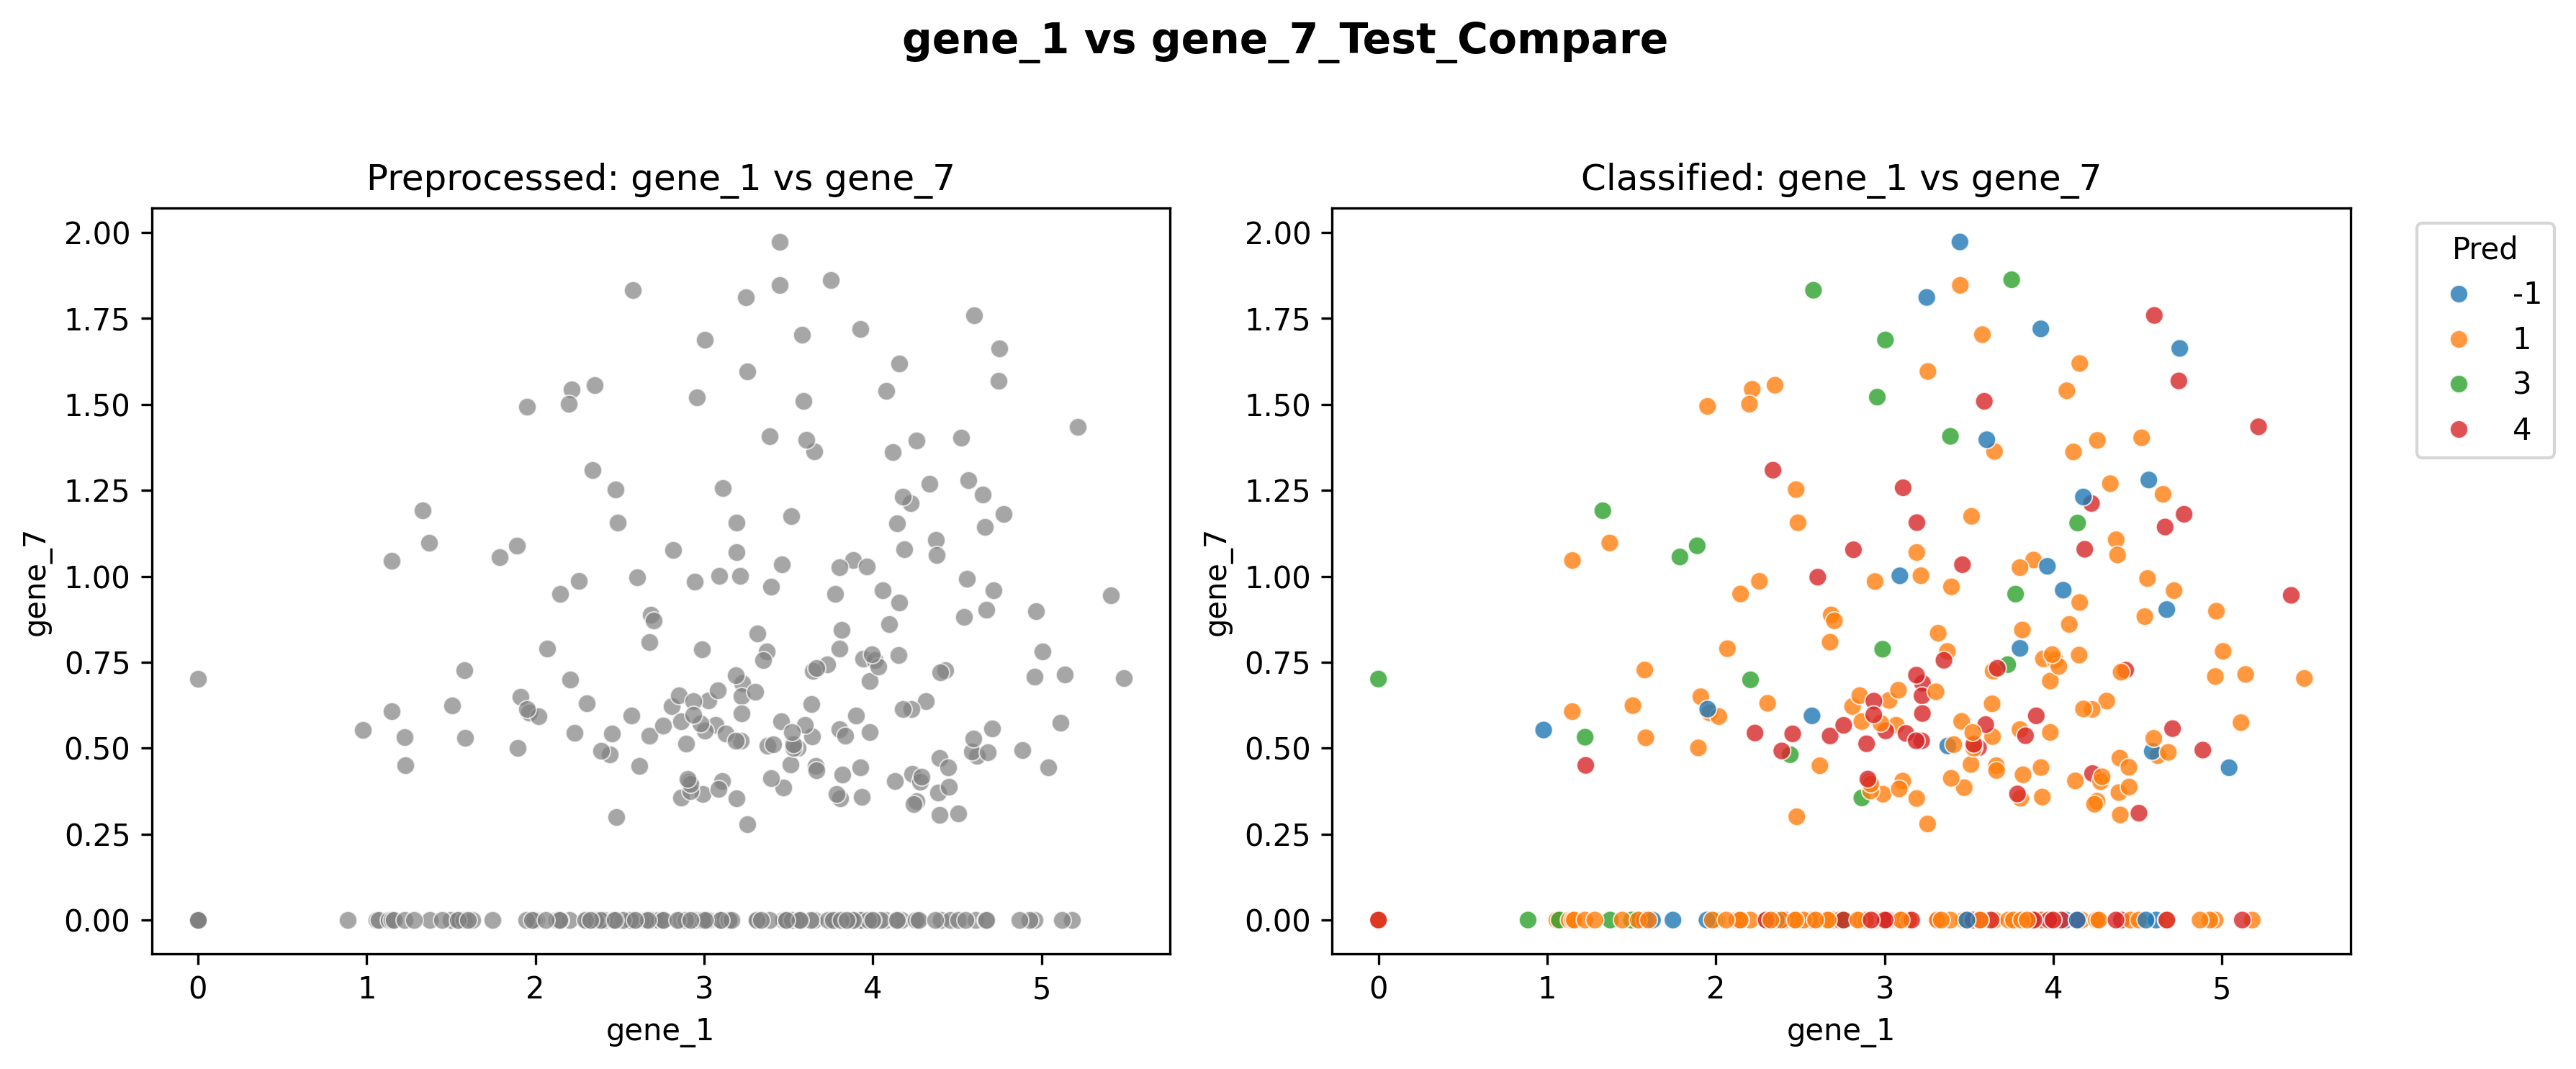 gene_1 vs gene_7_Test_Compare
Preprocessed: gene_1 vs gene_7
2.00
1.75
1.50
1.25
1.00
0.75
0.50
0.25
0.00
gene_7
0 1 2 3 4 5
gene_1
Classified: gene_1 vs gene_7
2.00
1.75
1.50
1.25
1.00
0.75
0.50
0.25
0.00
gene_7
0 1 2 3 4 5
gene_1
Pred
-1
1
3
4